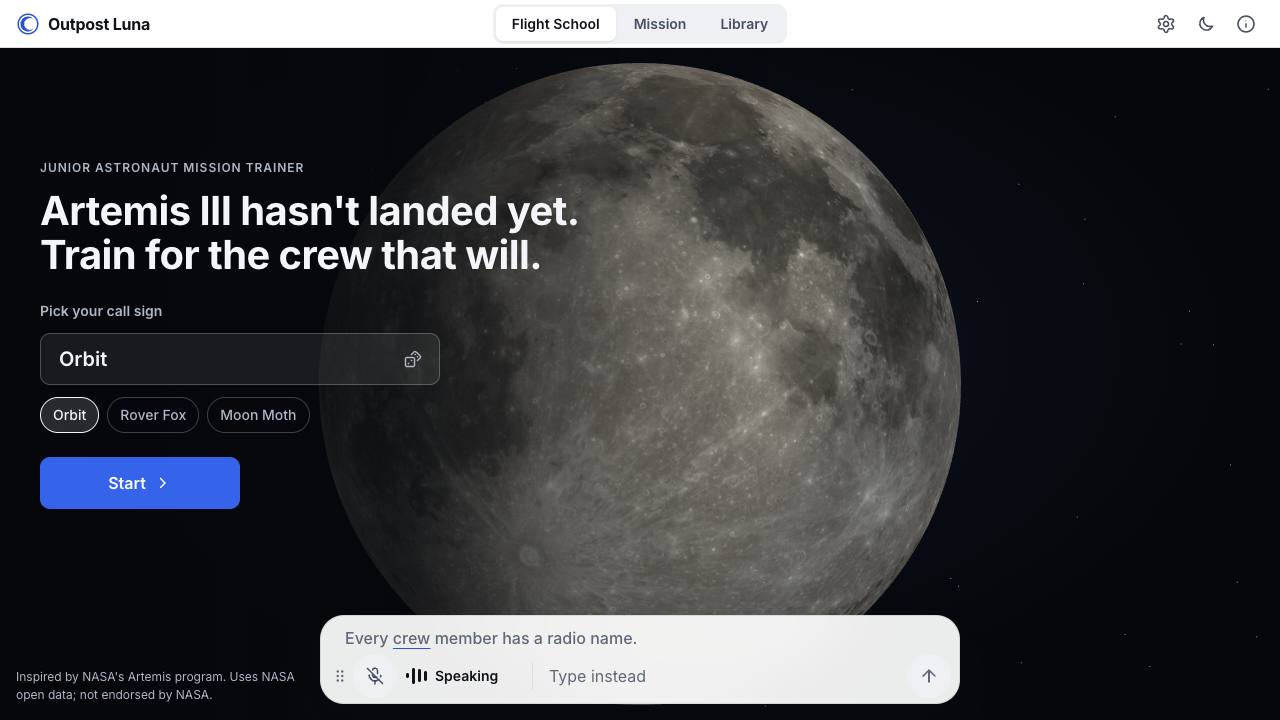 Outpost Luna
Flight School
Mission
Library
JUNIOR ASTRONAUT MISSION TRAINER
Artemis III hasn't landed yet.
Train for the crew that will.
Pick your call sign
Orbit
Orbit
Rover Fox
Moon Moth
Start
Every crew member has a radio name.
Speaking
Type instead
Inspired by NASA's Artemis program. Uses NASA
open data; not endorsed by NASA.